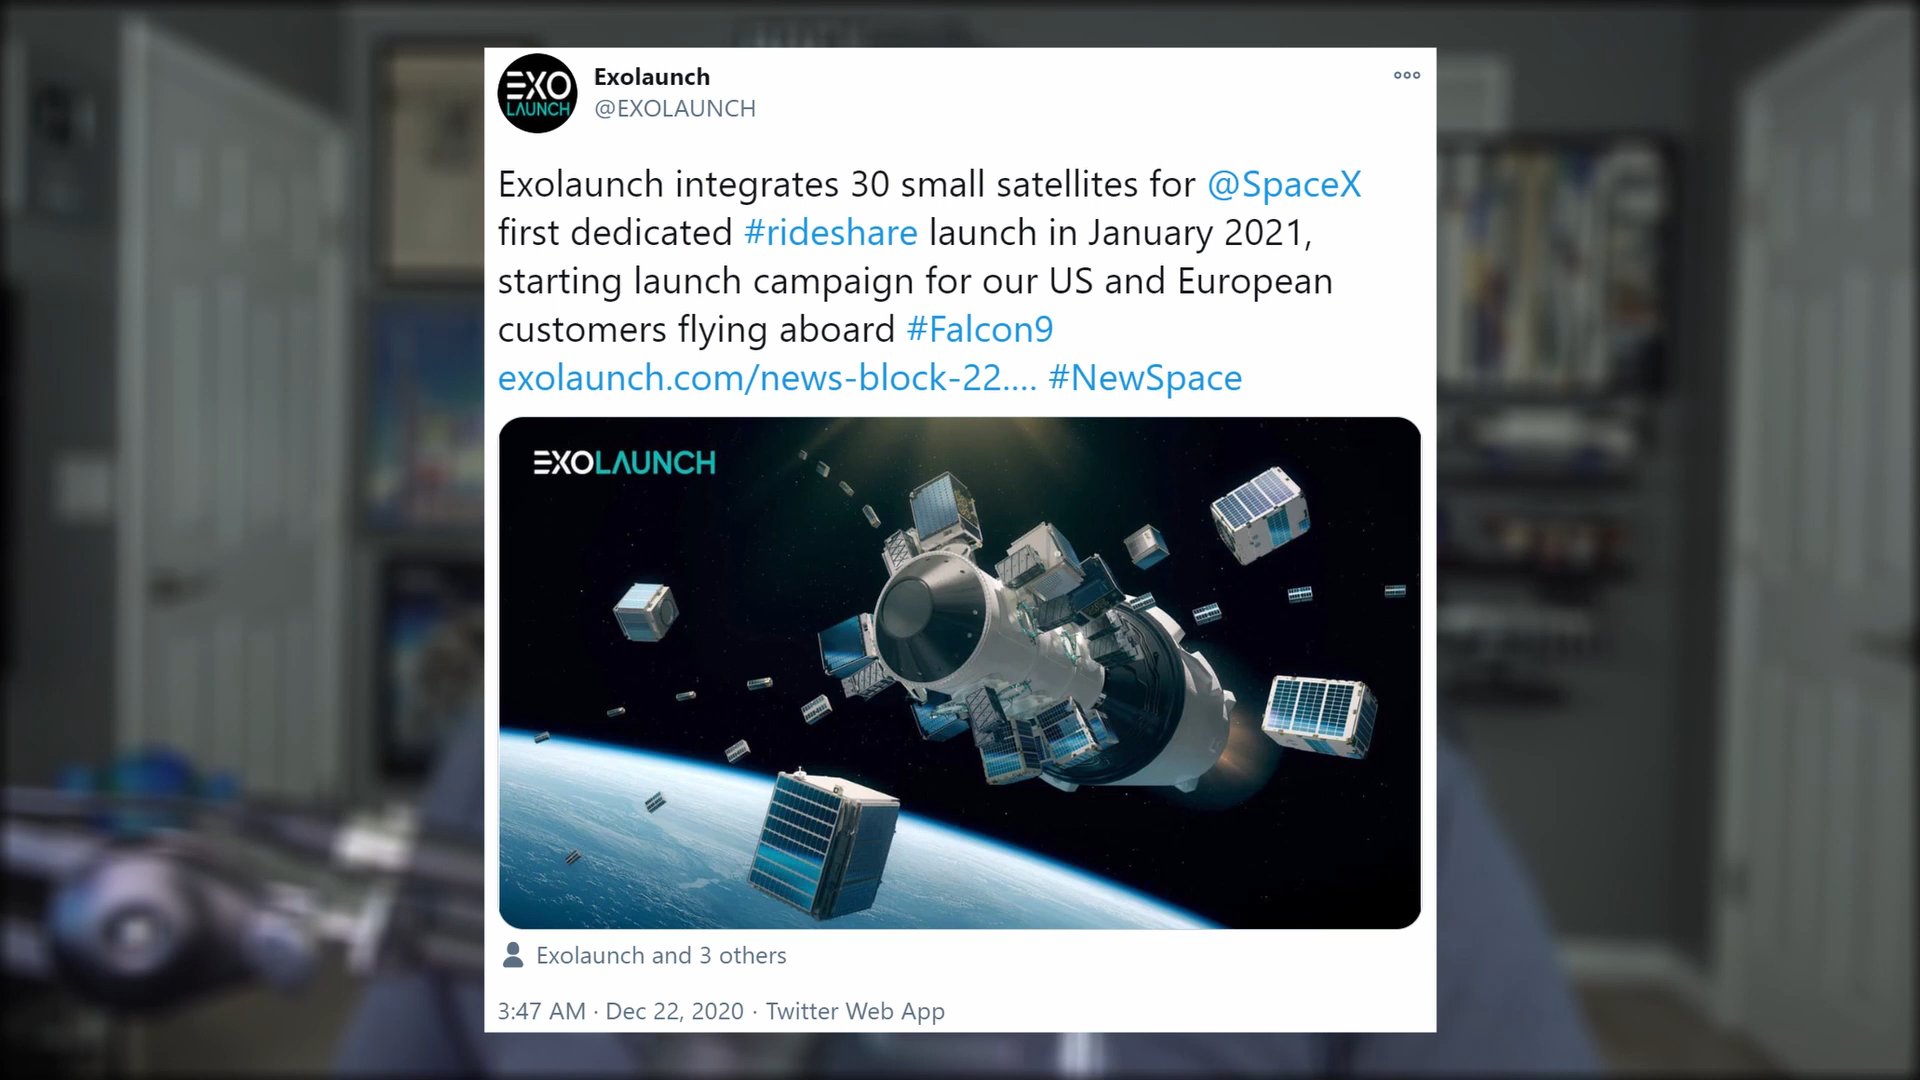 EXO
LAUNCH
Exolaunch
@EXOLAUNCH
Exolaunch integrates 30 small satellites for @SpaceX
first dedicated #rideshare launch in January 2021,
starting launch campaign for our US and European
customers flying aboard #Falcon9
exolaunch.com/news-block-22.... #NewSpace
EXOLAUNCH
Exolaunch and 3 others
3:47 AM · Dec 22, 2020 · Twitter Web App